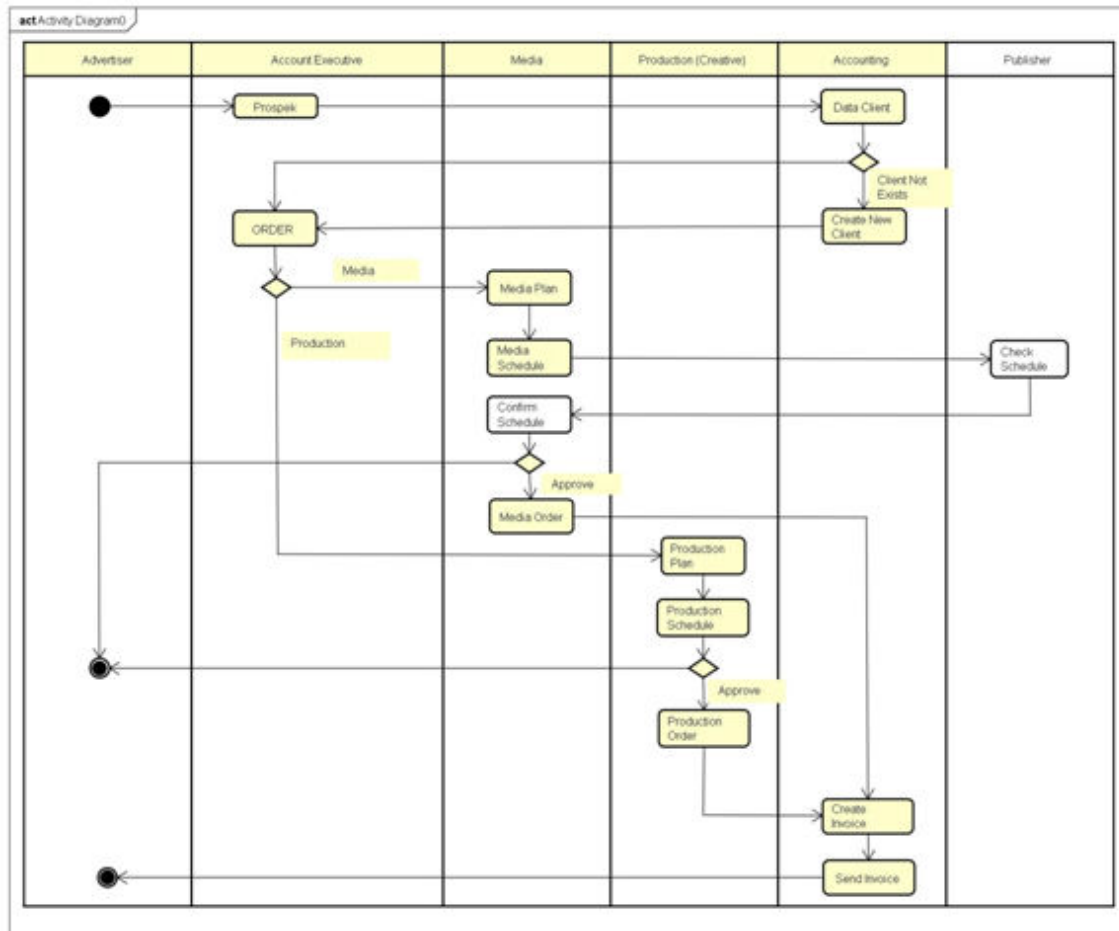 act Activity Diagram0
Advertiser
Account Executive
Media
Production (Creative)
Accounting
Publisher
Prospek
Data Client
Client Not
Exists
ORDER
Create New
Client
Media
Media Plan
Production
Media
Schedule
Check
Schedule
Confirm
Schedule
Approve
Media Order
Production
Plan
Production
Schedule
Approve
Production
Order
Create
Invoice
Send Invoice